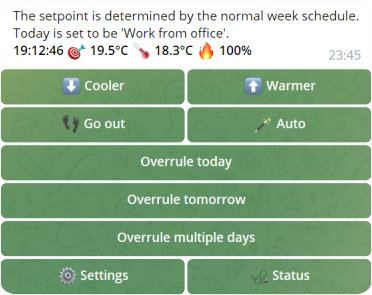 The setpoint is determined by the normal week schedule.
Today is set to be 'Work from office'.
19:12:46 🎯 19.5°C 🌡 18.3°C 🔥 100%
23:45
⬇️ Cooler
⬆️ Warmer
👣 Go out
🪄 Auto
Overrule today
Overrule tomorrow
Overrule multiple days
⚙️ Settings
🩺 Status